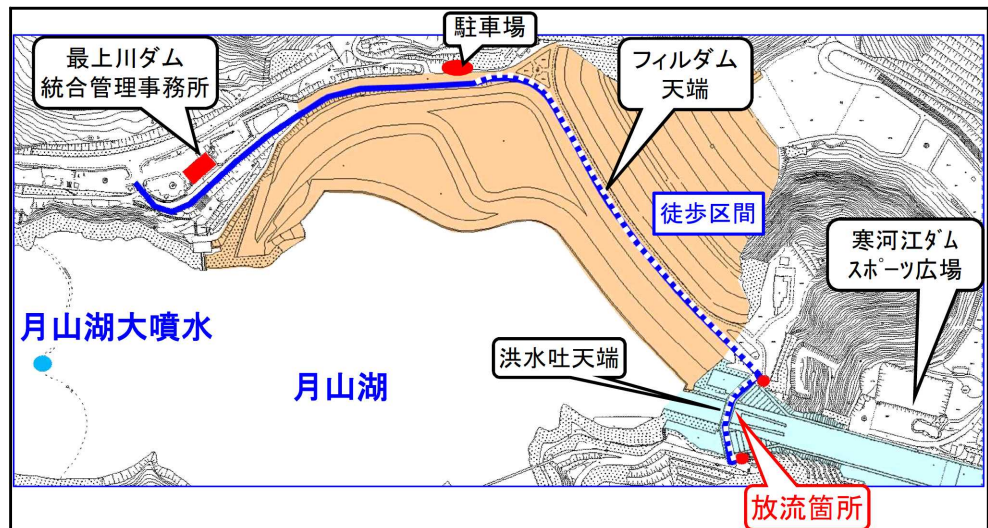 駐車場
最上川ダム
統合管理事務所
フィルダム
天端
徒歩区間
寒河江ダム
スポーツ広場
月山湖大噴水
洪水吐天端
月山湖
放流箇所